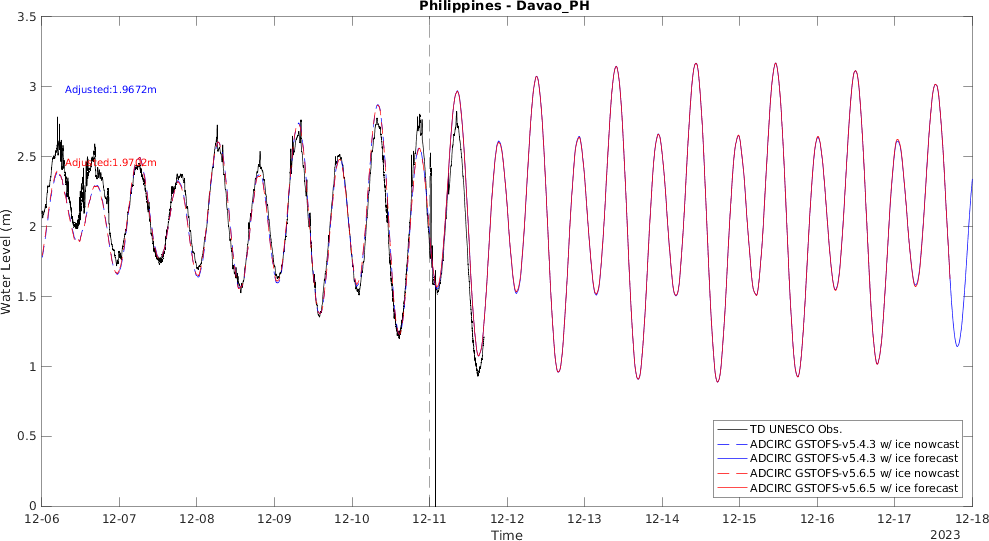 Philippines - Davao_PH
3.5
3
2.5
2
1.5
1
0.5
0
Water Level (m)
Adjusted:1.9672m
12-06
12-07
12-08
12-09
12-10
12-11
12-12
12-13
12-14
12-15
12-16
12-17
12-18
Time
2023
TD UNESCO Obs.
ADCIRC GSTOFS-v5.4.3 w/ ice nowcast
ADCIRC GSTOFS-v5.4.3 w/ ice forecast
ADCIRC GSTOFS-v5.6.5 w/ ice nowcast
ADCIRC GSTOFS-v5.6.5 w/ ice forecast